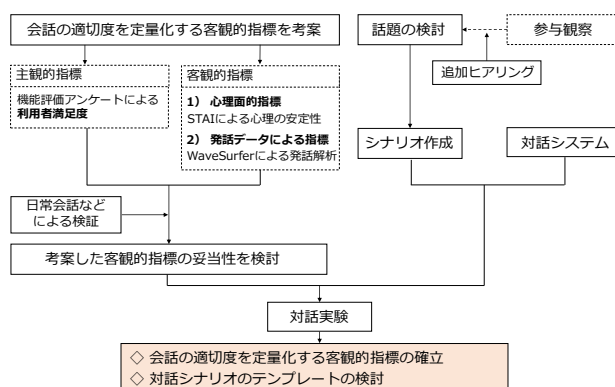 会話の適切度を定量化する客観的指標を考案
主観的指標
機能評価アンケートによる
利用者満足度
客観的指標
1） 心理面的指標
STAIによる心理の安定性
2） 発話データによる指標
WaveSurferによる発話解析
日常会話など
による検証
考案した客観的指標の妥当性を検討
話題の検討
参与観察
追加ヒアリング
シナリオ作成
対話システム
対話実験
◇ 会話の適切度を定量化する客観的指標の確立
◇ 対話シナリオのテンプレートの検討